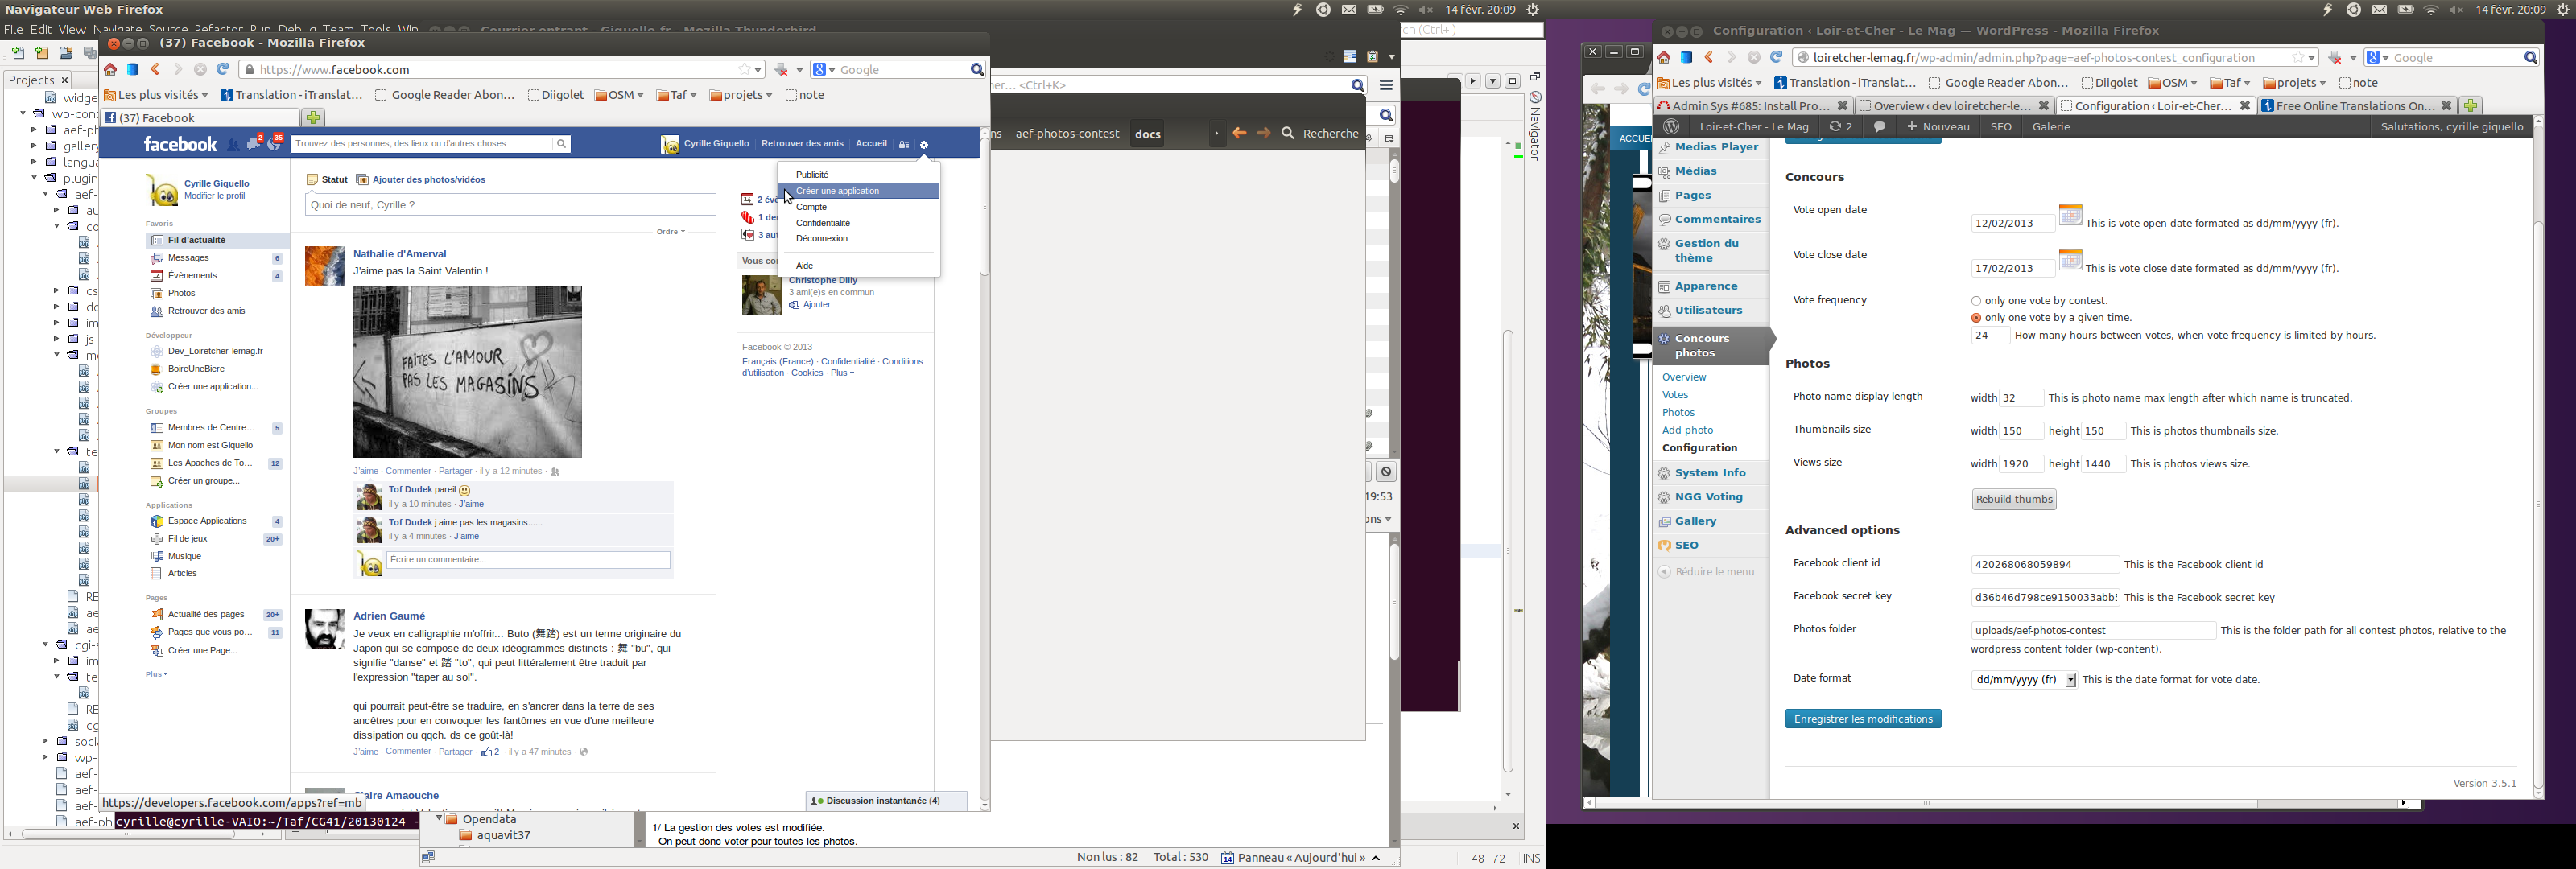 Navigateur Web Firefox
14 févr. 20:09
14 févr. 20:09
File Edit View Navigate Source Refactor Run Debug Team Tools Win
Courrier entrant - Giquello.fr - Mozilla Thunderbird
(37) Facebook - Mozilla Firefox
https://www.facebook.com
Google
Les plus visités
Translation - iTranslat...
Google Reader Abon...
Diigolet
OSM
Taf
projets
note
(37) Facebook
Projects
facebook
2
35
Trouvez des personnes, des lieux ou d'autres choses
Cyrille Giquello
Retrouver des amis
Accueil
Publicité
Créer une application
Compte
Confidentialité
Déconnexion
Aide
Cyrille Giquello
Modifier le profil
Favoris
Fil d'actualité
Messages 6
Évènements 4
Photos
Retrouver des amis
Développeur
Dev_Loiretcher-lemag.fr
BoireUneBiere
Créer une application...
Groupes
Membres de Centre... 5
Mon nom est Giquello
Les Apaches de To... 12
Créer un groupe...
Applications
Espace Applications 4
Fil de jeux 20+
Musique
Articles
Pages
Actualité des pages 20+
Pages que vous po... 11
Créer une Page...
Plus
Statut
Ajouter des photos/vidéos
Quoi de neuf, Cyrille ?
Ordre
Nathalie d'Amerval
J'aime pas la Saint Valentin !
FAITES L'AMOUR
PAS LES MAGASINS
J'aime · Commenter · Partager · il y a 12 minutes ·
Tof Dudek pareil
il y a 10 minutes · J'aime
Tof Dudek j aime pas les magasins......
il y a 4 minutes · J'aime
Écrire un commentaire...
Adrien Gaumé
Je veux en calligraphie m'offrir... Buto (舞踏) est un terme originaire du
Japon qui se compose de deux idéogrammes distincts : 舞 "bu", qui
signifie "danse" et 踏 "to", qui peut littéralement être traduit par
l'expression "taper au sol".
qui pourrait peut-être se traduire, en s'ancrer dans la terre de ses
ancêtres pour en convoquer les fantômes en vue d'une meilleure
dissipation ou qqch. ds ce goût-là!
J'aime · Commenter · Partager · 2 · il y a 47 minutes ·
Claire Amaouche
Christophe Dilly
3 ami(e)s en commun
Ajouter
Facebook © 2013
Français (France) · Confidentialité · Conditions
d'utilisation · Cookies · Plus
Discussion instantanée (4)
https://developers.facebook.com/apps?ref=mb
cyrille@cyrille-VAIO:~/Taf/CG41/20130124 -
Opendata
aquavit37
1/ La gestion des votes est modifiée.
- On peut donc voter pour toutes les photos.
Non lus : 82
Total : 530
Panneau « Aujourd'hui »
48 | 72
INS
<Ctrl+K>
aef-photos-contest
docs
Recherche
19:53
Navigator
(Ctrl+I)
Configuration ‹ Loir-et-Cher - Le Mag — WordPress - Mozilla Firefox
loiretcher-lemag.fr/wp-admin/admin.php?page=aef-photos-contest_configuration
Google
Les plus visités
Translation - iTranslat...
Google Reader Abon...
Diigolet
OSM
Taf
projets
note
Admin Sys #685: Install Pro...
Overview ‹ dev loiretcher-le...
Configuration ‹ Loir-et-Cher...
Free Online Translations On...
Loir-et-Cher - Le Mag
2
Nouveau
SEO
Galerie
Salutations, cyrille giquello
Medias Player
Médias
Pages
Commentaires
Gestion du
thème
Apparence
Utilisateurs
Concours
photos
Overview
Votes
Photos
Add photo
Configuration
System Info
NGG Voting
Gallery
SEO
Réduire le menu
Concours
Vote open date
12/02/2013 This is vote open date formated as dd/mm/yyyy (fr).
Vote close date
17/02/2013 This is vote close date formated as dd/mm/yyyy (fr).
Vote frequency
only one vote by contest.
only one vote by a given time.
24 How many hours between votes, when vote frequency is limited by hours.
Photos
Photo name display length
width 32 This is photo name max length after which name is truncated.
Thumbnails size
width 150 height 150 This is photos thumbnails size.
Views size
width 1920 height 1440 This is photos views size.
Rebuild thumbs
Advanced options
Facebook client id
420268068059894 This is the Facebook client id
Facebook secret key
d36b46d798ce9150033abb This is the Facebook secret key
Photos folder
uploads/aef-photos-contest This is the folder path for all contest photos, relative to the
wordpress content folder (wp-content).
Date format
dd/mm/yyyy (fr) This is the date format for vote date.
Enregistrer les modifications
Version 3.5.1